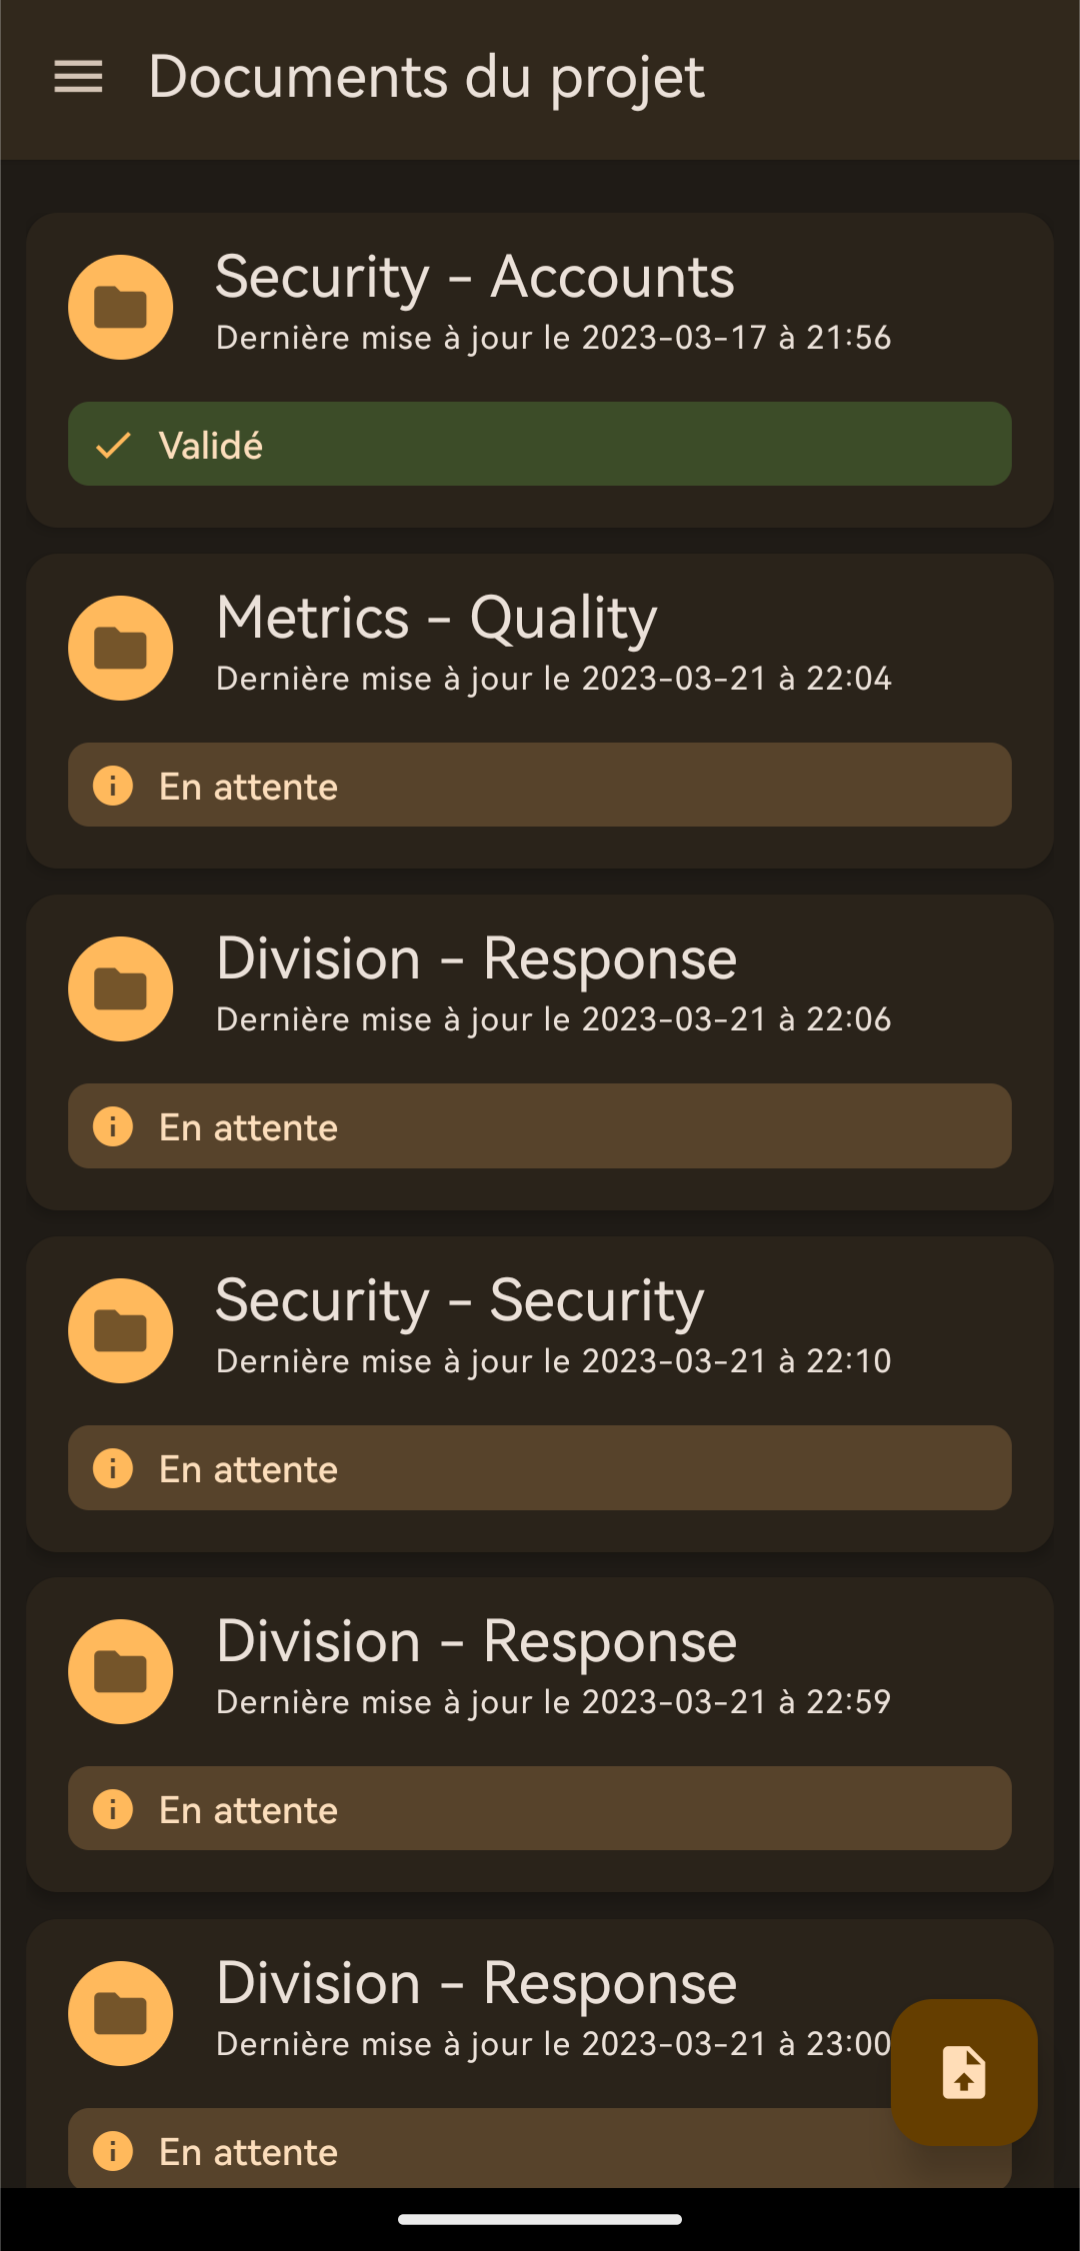 Documents du projet
Security - Accounts
Dernière mise à jour le 2023-03-17 à 21:56
Validé
Metrics - Quality
Dernière mise à jour le 2023-03-21 à 22:04
En attente
Division - Response
Dernière mise à jour le 2023-03-21 à 22:06
En attente
Security - Security
Dernière mise à jour le 2023-03-21 à 22:10
En attente
Division - Response
Dernière mise à jour le 2023-03-21 à 22:59
En attente
Division - Response
Dernière mise à jour le 2023-03-21 à 23:00
En attente